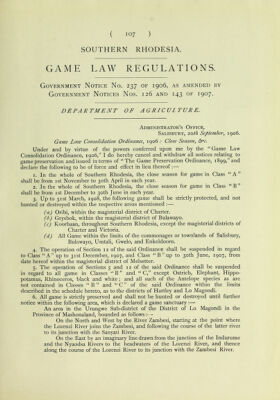 ( 107 )
SOUTHERN RHODESIA.
GAME LAW REGULATIONS.
GOVERNMENT NOTICE NO. 237 OF 1906, AS AMENDED BY
GOVERNMENT NOTICES NOS. 126 AND 143 OF 1907.
DEPARTMENT OF AGRICULTURE.
ADMINISTRATOR'S OFFICE,
SALISBURY, 20th September, 1906.
Game Law Consolidation Ordinance, 1906: Close Season, &c.
Under and by virtue of the powers conferred upon me by the "Game Law
Consolidation Ordinance, 1906," I do hereby cancel and withdraw all notices relating to
game preservation and issued in terms of "The Game Preservation Ordinance, 1899," and
declare the following to be of force and effect in lieu thereof:—
1. In the whole of Southern Rhodesia, the close season for game in Class "A"
shall be from 1st November to 30th April in each year.
2. In the whole of Southern Rhodesia, the close season for game in Class "B"
shall be from 1st December to 30th June in each year.
3. Up to 31st March, 1908, the following game shall be strictly protected, and not
hunted or destroyed within the respective areas mentioned:—
(a) Oribi, within the magisterial district of Charter.
(b) Grysbok, within the magisterial district of Bulawayo.
(c) Koorhaan, throughout Southern Rhodesia, except the magisterial districts of
Charter and Victoria.
(d) All Game within the limits of the commonages or townlands of Salisbury,
Bulawayo, Umtali, Gwelo, and Enkeldoorn.
4. The operation of Section 12 of the said Ordinance shall be suspended in regard
to Class "A" up to 31st December, 1905, and Class "B" up to 30th June, 1903, from
date hereof within the magisterial district of Mshonter.
5. The operation of Sections 2 and 12 of the said Ordinance shall be suspended
in regard to all game in Classes "B" and "C," except Ostrich, Elephant, Hippo-
potamus, Rhinoceros, black and white; and all such of the Antelope species as are
not contained in Classes "B" and "C" of the said Ordinance within the limits
described in the schedule hereto, as to the districts of Hartley and Lo Magondi.
6. All game is strictly preserved and shall not be hunted or destroyed until further
notice within the following area, which is declared a game sanctuary:—
An area in the Urungwe Sub-district of the District of Lo Magondi in the
Province of Mashonaland, bounded as follows:—
On the North and West by the River Zambesi, starting at the point where
the Lorenzi River joins the Zambesi, and following the course of the latter river
to its junction with the Sanyati River.
On the East by an imaginary line drawn from the junction of the Induzume
and the Nyaodza Rivers to the headwaters of the Lorenzi River, and thence
along the course of the Lorenzi River to its junction with the Zambesi River.